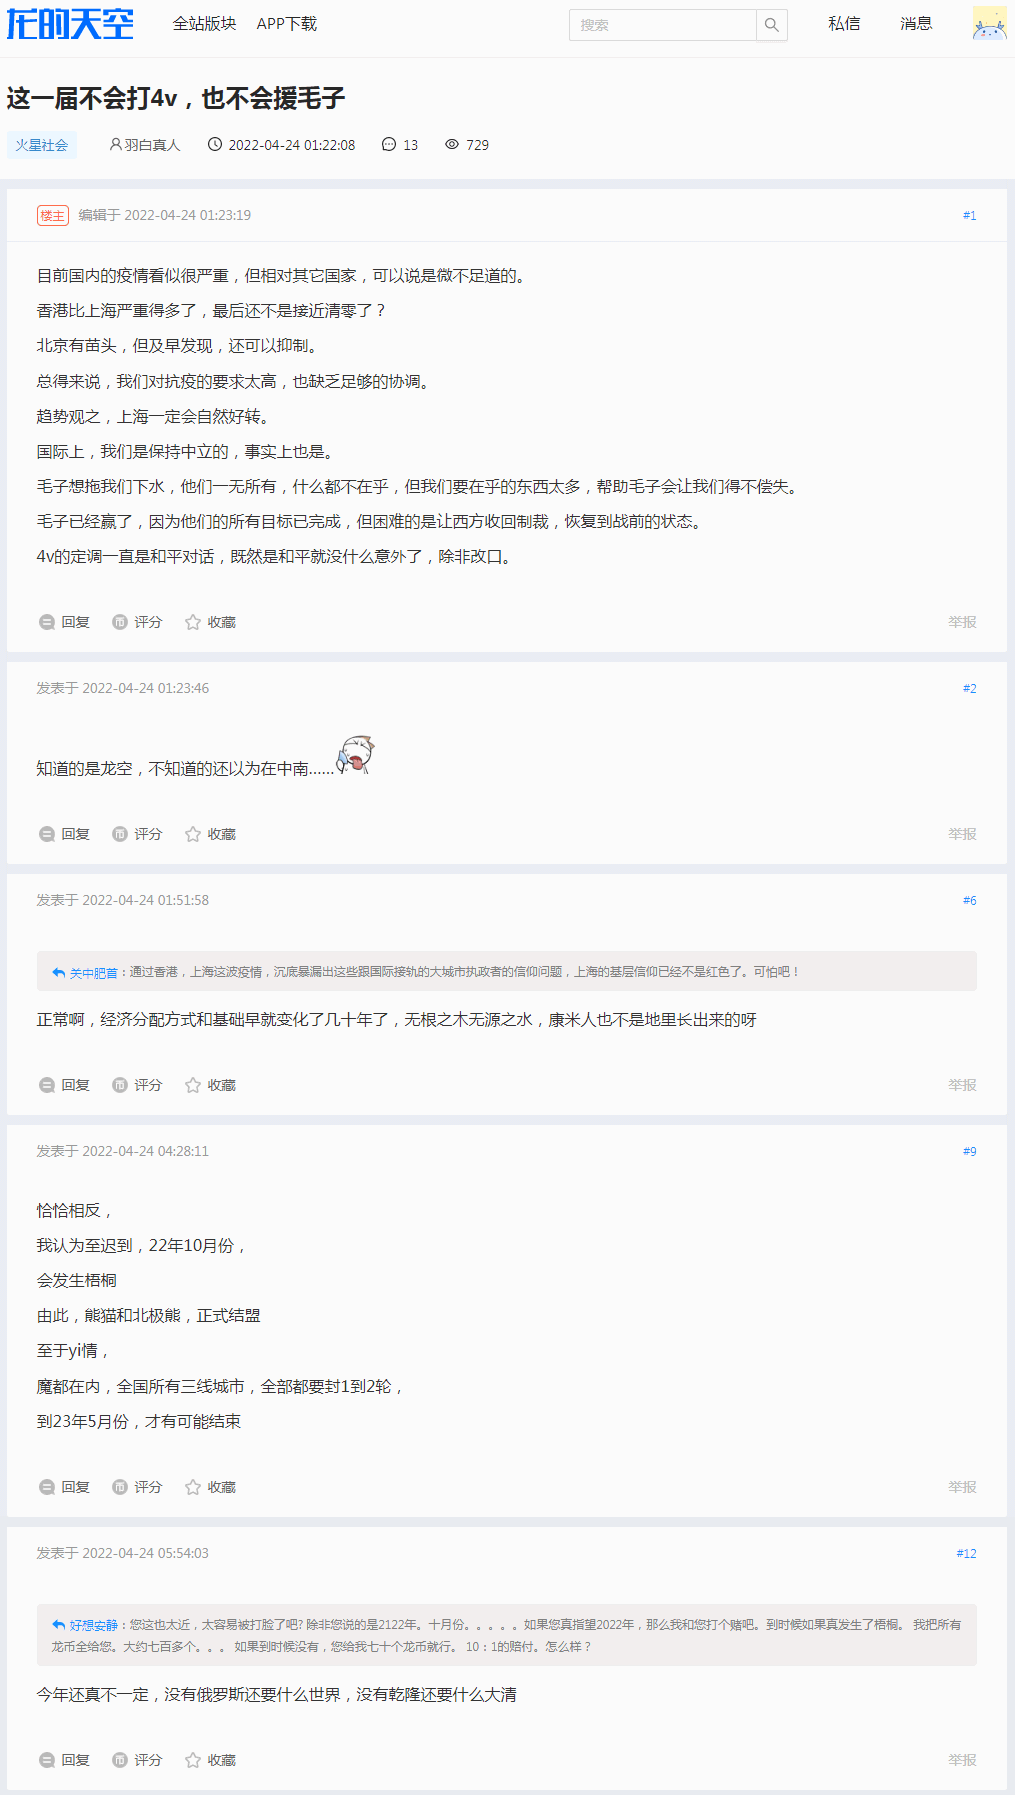 龙的天空 全站版块 APP下载 搜索 私信 消息
这一届不会打4v，也不会援毛子
火星社会 羽白真人 2022-04-24 01:22:08 13 729
楼主 编辑于 2022-04-24 01:23:19 #1
目前国内的疫情看似很严重，但相对其它国家，可以说是微不足道的。
香港比上海严重得多了，最后还不是接近清零了？
北京有苗头，但及早发现，还可以抑制。
总得来说，我们对抗疫的要求太高，也缺乏足够的协调。
趋势观之，上海一定会自然好转。
国际上，我们是保持中立的，事实上也是。
毛子想拖我们下水，他们一无所有，什么都不在乎，但我们要在乎的东西太多，帮助毛子会让我们得不偿失。
毛子已经赢了，因为他们的所有目标已完成，但困难的是让西方收回制裁，恢复到战前的状态。
4v的定调一直是和平对话，既然是和平就没什么意外了，除非改口。
回复 评分 收藏 举报
发表于 2022-04-24 01:23:46 #2
知道的是龙空，不知道的还以为在中南......
回复 评分 收藏 举报
发表于 2022-04-24 01:51:58 #6
关中肥首：通过香港，上海这波疫情，沉底暴漏出这些跟国际接轨的大城市执政者的信仰问题，上海的基层信仰已经不是红色了。可怕吧！
正常啊，经济分配方式和基础早就变化了几十年了，无根之木无源之水，康米人也不是地里长出来的呀
回复 评分 收藏 举报
发表于 2022-04-24 04:28:11 #9
恰恰相反，
我认为至迟到，22年10月份，
会发生梧桐
由此，熊猫和北极熊，正式结盟
至于yi情，
魔都在内，全国所有三线城市，全部都要封1到2轮，
到23年5月份，才有可能结束
回复 评分 收藏 举报
发表于 2022-04-24 05:54:03 #12
好想安静：您这也太近，太容易被打脸了吧? 除非您说的是2122年。十月份。。。。。如果您真指望2022年，那么我和您打个赌吧。到时候如果真发生了梧桐。 我把所有
龙币全给您。大约七百多个。。。 如果到时候没有，您给我七十个龙币就行。 10：1的赔付。怎么样？
今年还真不一定，没有俄罗斯还要什么世界，没有乾隆还要什么大清
回复 评分 收藏 举报